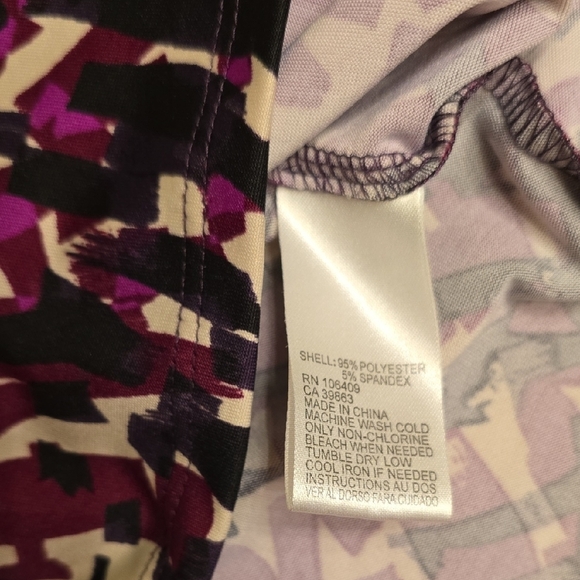 SHELL: 95% POLYESTER
5% SPANDEX
RN 106409
CA 39863
MADE IN CHINA
MACHINE WASH COLD
ONLY NON-CHLORINE
BLEACH WHEN NEEDED
TUMBLE DRY LOW
COOL IRON IF NEEDED
INSTRUCTIONS AU DOS
VER AL DORSO PARA CUIDADO